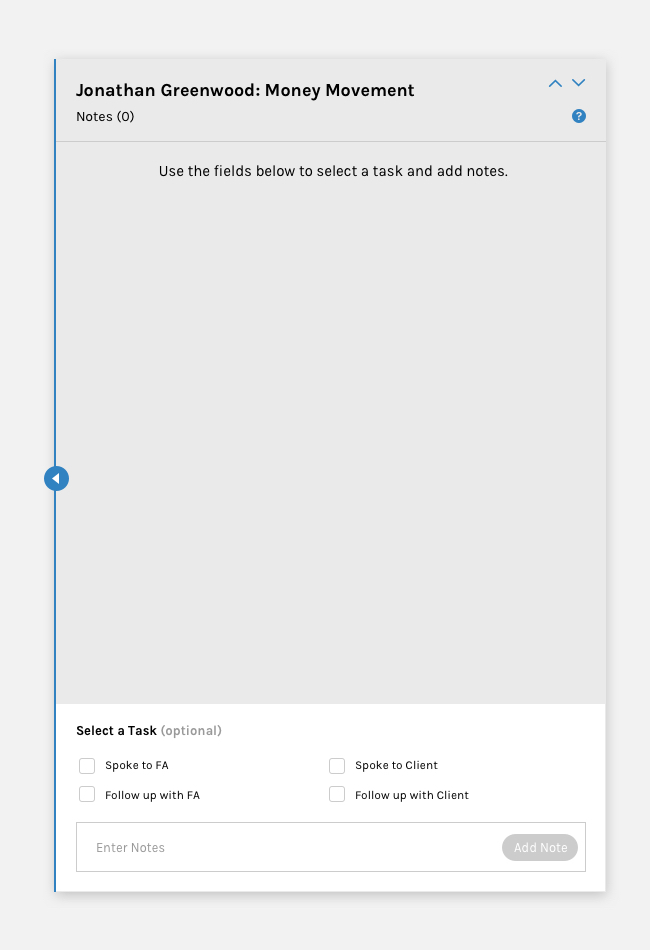 Jonathan Greenwood: Money Movement
Notes (0)
?
Use the fields below to select a task and add notes.
Select a Task (optional)
Spoke to FA
Spoke to Client
Follow up with FA
Follow up with Client
Enter Notes
Add Note